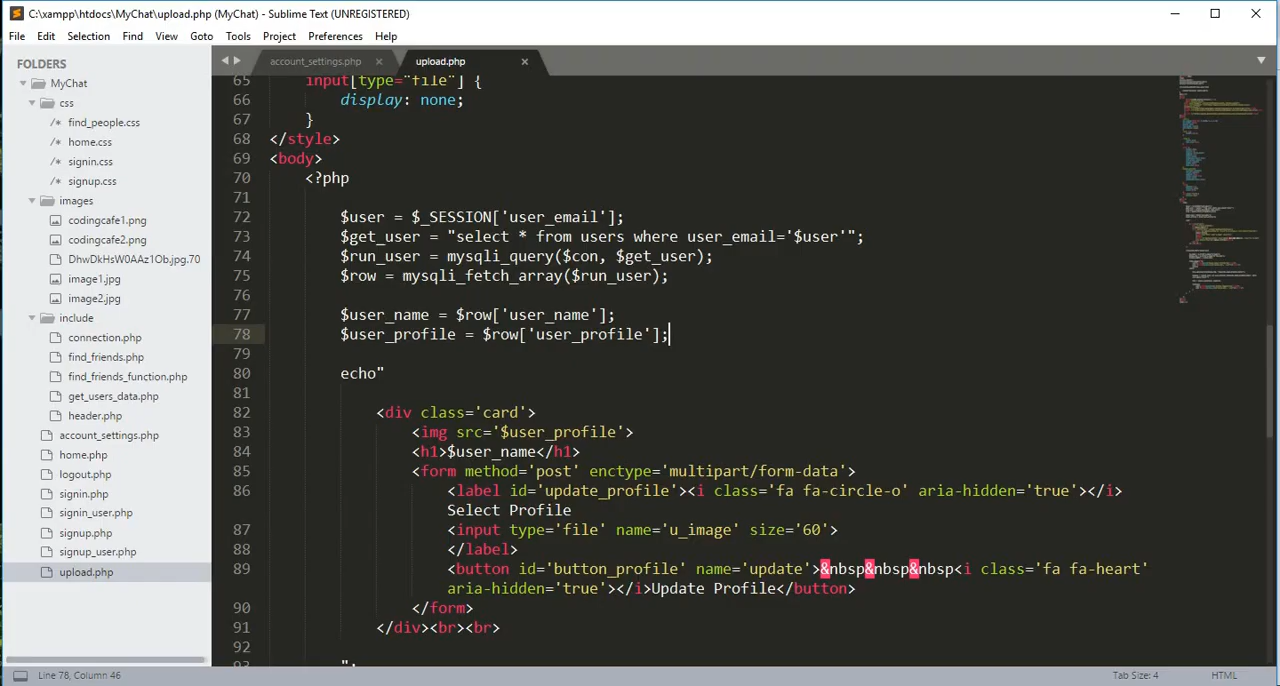 C:\xampp\htdocs\MyChat\upload.php (MyChat) - Sublime Text (UNREGISTERED)
File Edit Selection Find View Goto Tools Project Preferences Help
FOLDERS
MyChat
css
/* find_people.css
/* home.css
/* signin.css
/* signup.css
images
codingcafe1.png
codingcafe2.png
DhwDkHsW0AAz1Ob.jpg.70
image1.jpg
image2.jpg
include
connection.php
find_friends.php
find_friends_function.php
get_users_data.php
header.php
account_settings.php
home.php
logout.php
signin.php
signin_user.php
signup.php
signup_user.php
upload.php
account_settings.php upload.php
65 input[type="file"] {
66 display: none;
67 }
68 </style>
69 <body>
70 <?php
71
72 $user = $_SESSION['user_email'];
73 $get_user = "select * from users where user_email='$user'";
74 $run_user = mysqli_query($con, $get_user);
75 $row = mysqli_fetch_array($run_user);
76
77 $user_name = $row['user_name'];
78 $user_profile = $row['user_profile'];
79
80 echo"
81
82 <div class='card'>
83 <img src='$user_profile'>
84 <h1>$user_name</h1>
85 <form method='post' enctype='multipart/form-data'>
86 <label id='update_profile'><i class='fa fa-circle-o' aria-hidden='true'></i>
Select Profile
87 <input type='file' name='u_image' size='60'>
88 </label>
89 <button id='button_profile' name='update'>&nbsp&nbsp&nbsp<i class='fa fa-heart'
aria-hidden='true'></i>Update Profile</button>
90 </form>
91 </div><br><br>
92
93 ";
Line 78, Column 46
Tab Size: 4
HTML